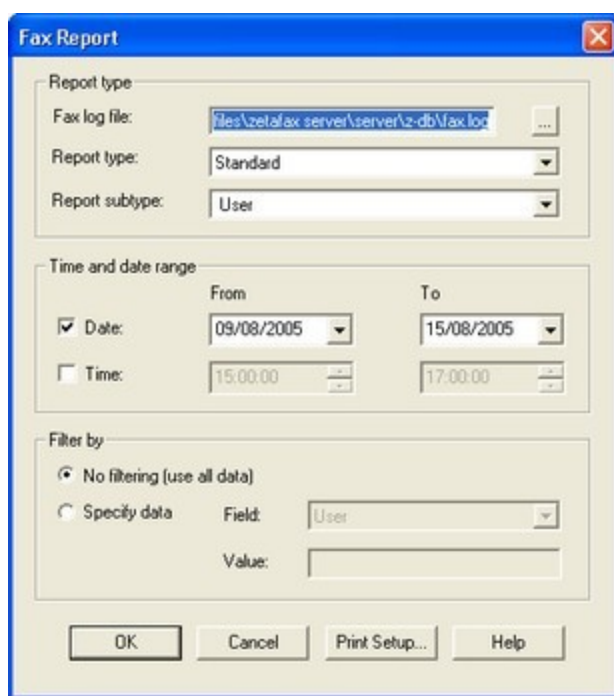 Fax Report
Report type
Fax log file: files\zetafax server\server\z-db\fax.log ...
Report type: Standard
Report subtype: User
Time and date range
From To
Date: 09/08/2005 15/08/2005
Time: 15:00:00 17:00:00
Filter by
No filtering (use all data)
Specify data Field: User
Value:
OK Cancel Print Setup... Help